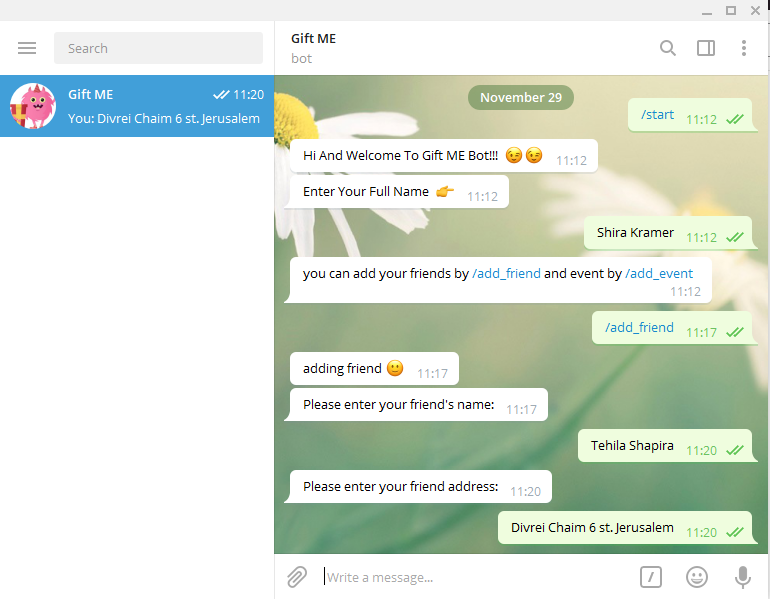 Search
Gift ME
11:20
You: Divrei Chaim 6 st. Jerusalem
Gift ME
bot
November 29
/start 11:12
Hi And Welcome To Gift ME Bot!!! 😉😉 11:12
Enter Your Full Name 👉 11:12
Shira Kramer 11:12
you can add your friends by /add_friend and event by /add_event
11:12
/add_friend 11:17
adding friend 🙂 11:17
Please enter your friend's name: 11:17
Tehila Shapira 11:20
Please enter your friend address: 11:20
Divrei Chaim 6 st. Jerusalem 11:20
Write a message...